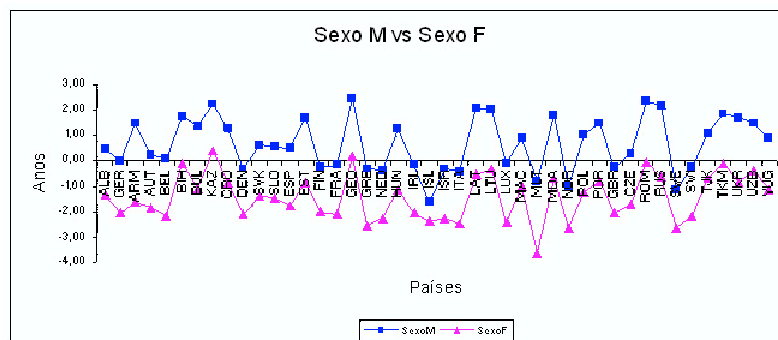 Sexo M vs Sexo F
Anos
3,00
2,00
1,00
0,00
-1,00
-2,00
-3,00
-4,00
ALB GER ARM AUT BEL BIH BUL KAZ CRO DEN SVK SLO ESP EST FIN FRA GEO GRE NED HUN IRL ISL ISR ITA LAT LTU LUX MAC MLT MDA NOR POL POR GBR CZE ROM RUS SWE SVI TJK TKM UKR UZB YUG
Países
SexoM SexoF